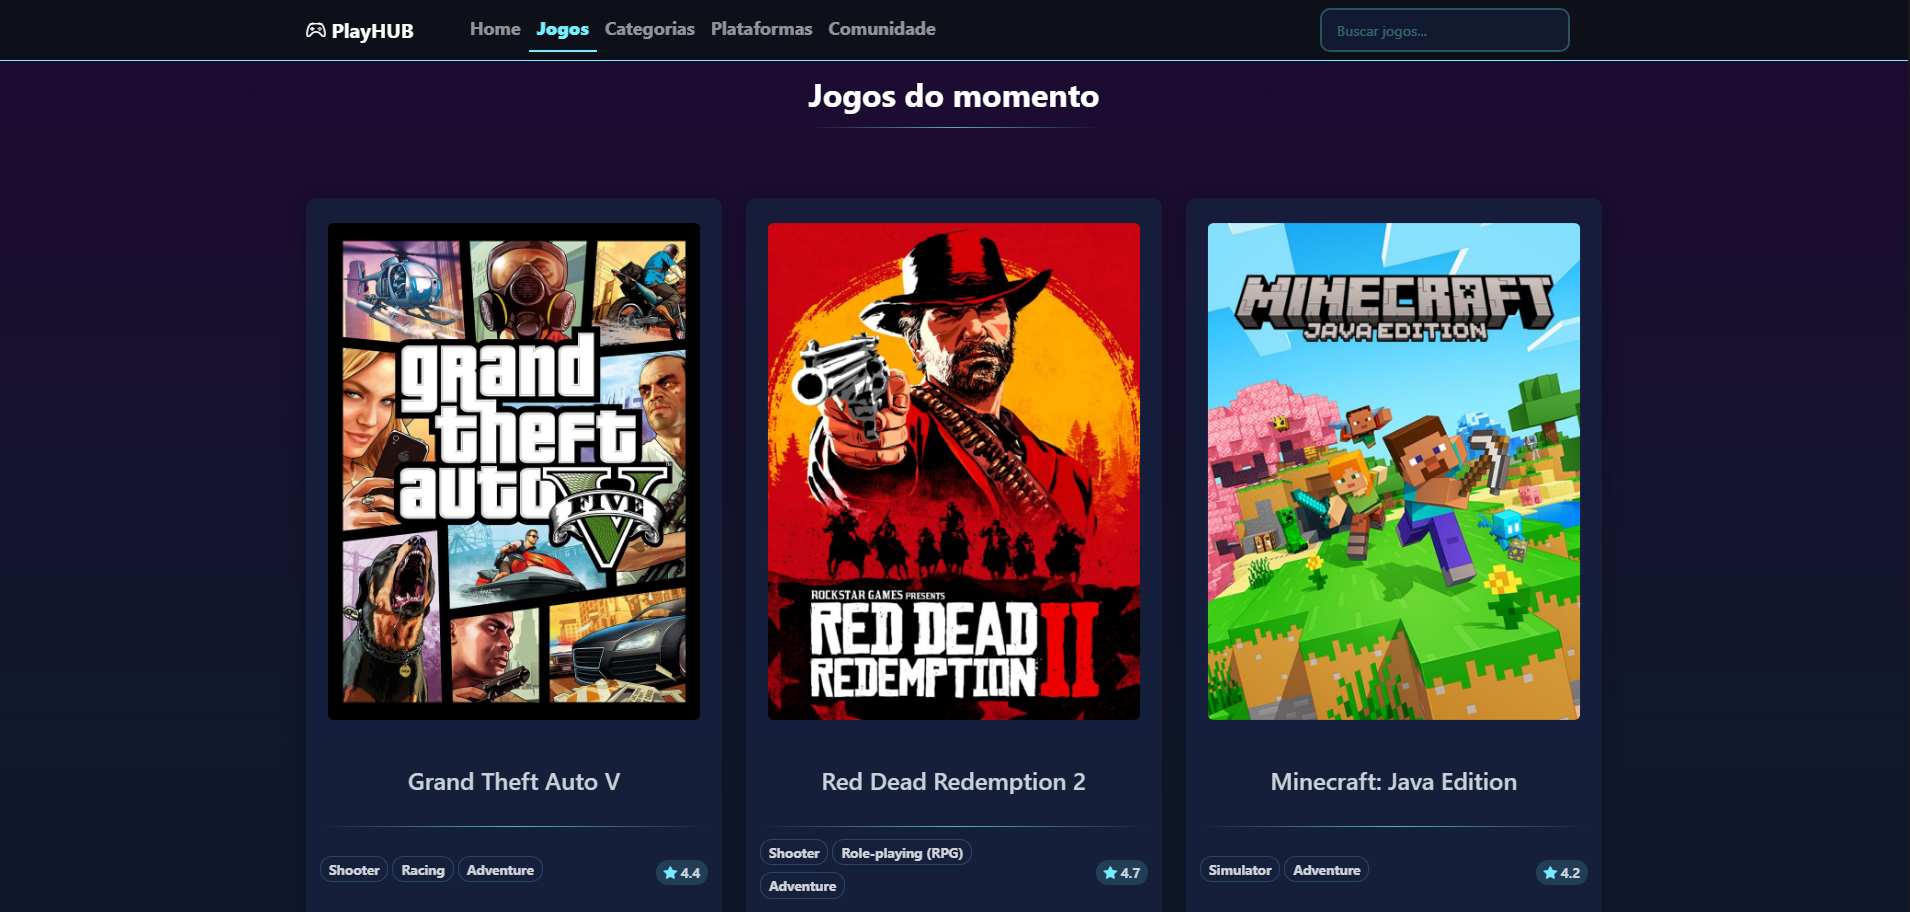 PlayHUB
Home Jogos Categorias Plataformas Comunidade
Buscar jogos...
Jogos do momento
grand
theft
auto V
FIVE
ROCKSTAR GAMES PRESENTS
RED DEAD
REDEMPTION II
MINECRAFT
JAVA EDITION
Grand Theft Auto V
Red Dead Redemption 2
Minecraft: Java Edition
Shooter Racing Adventure
4.4
Shooter Role-playing (RPG)
Adventure
4.7
Simulator Adventure
4.2